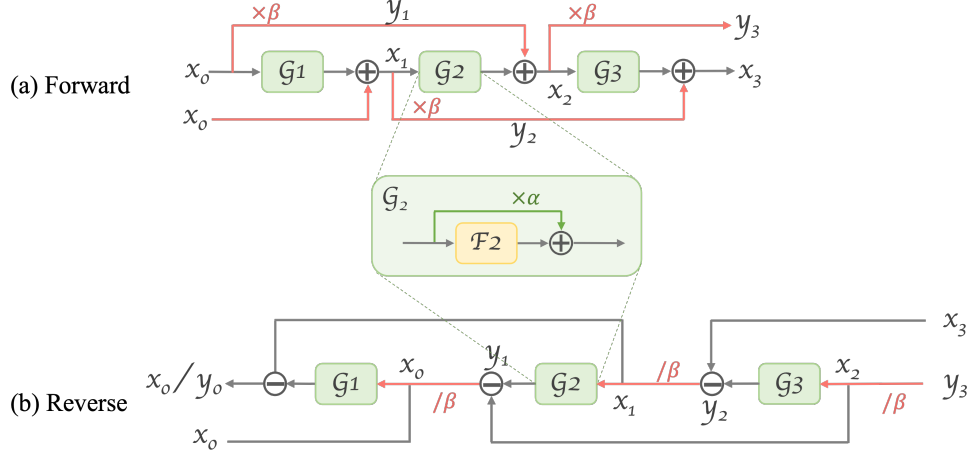 ×β y₁ ×β y₃
(a) Forward x₀ G1 x₁ G2 x₂ G3 x₃
x₀ ×β y₂
G₂ ×α
F2
x₃
x₀/y₀ G1 x₀ y₁ G2 x₁ /β y₂ G3 x₂ y₃
(b) Reverse /β /β
x₀